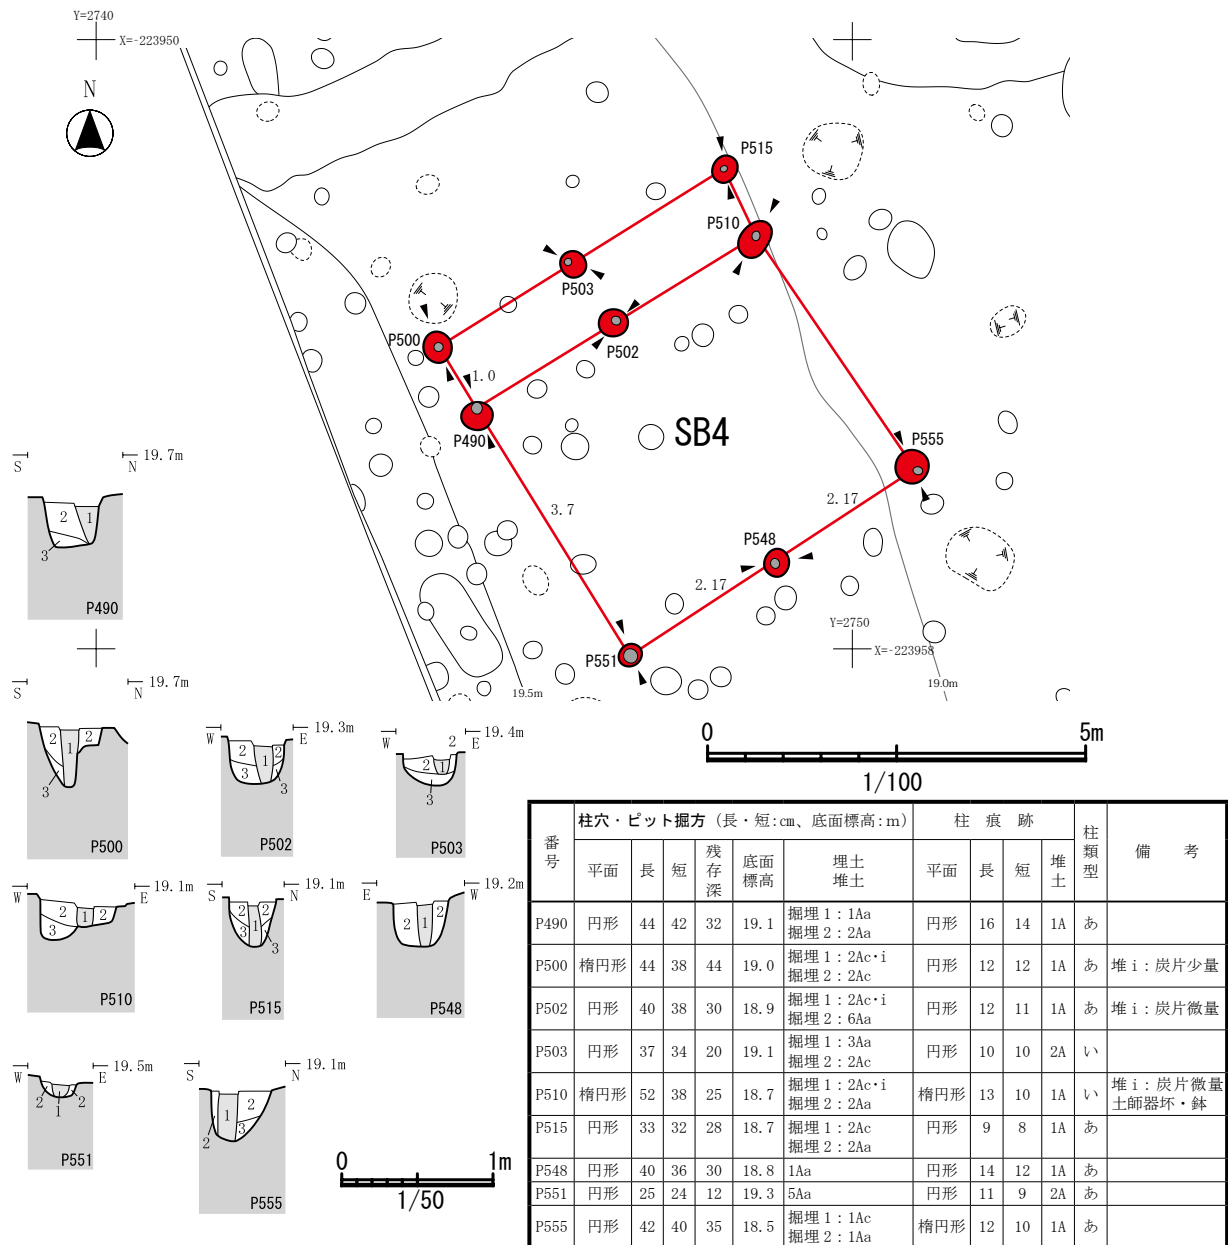 Y=2740
X=-223950
N
P515
P510
P503
P500
P502
1.0
P490
SB4
P555
2.17
3.7
P548
2.17
Y=2750
P551
X=-223958
19.5m
19.0m
S N 19.7m
2 1
3
P490
S N 19.7m
2 1 2
3
P500
W E 19.3m
2 2
1
3 3
P502
W E 19.4m
2
2 1
3
P503
0 5m
1/100
W E 19.1m
2 1 2
3
P510
S N 19.1m
2 2
3 1
3
P515
E W 19.2m
2 1 2
P548
W E 19.5m
2 1 2
P551
S N 19.1m
1 2
3
2
P555
0 1m
1/50
番号 柱穴・ピット掘方（長・短:㎝、底面標高:m） 柱痕跡 柱類型 備考
平面 長 短 残存深 底面標高 埋土堆土 平面 長 短 堆土
P490 円形 44 42 32 19.1 掘埋1：1Aa 掘埋2：2Aa 円形 16 14 1A あ
P500 楕円形 44 38 44 19.0 掘埋1：2Ac・i 掘埋2：2Ac 円形 12 12 1A あ 堆i：炭片少量
P502 円形 40 38 30 18.9 掘埋1：2Ac・i 掘埋2：6Aa 円形 12 11 1A あ 堆i：炭片微量
P503 円形 37 34 20 19.1 掘埋1：3Aa 掘埋2：2Ac 円形 10 10 2A い
P510 楕円形 52 38 25 18.7 掘埋1：2Ac・i 掘埋2：2Aa 楕円形 13 10 1A い 堆i：炭片微量 土師器坏・鉢
P515 円形 33 32 28 18.7 掘埋1：2Ac 掘埋2：2Aa 円形 9 8 1A あ
P548 円形 40 36 30 18.8 1Aa 円形 14 12 1A あ
P551 円形 25 24 12 19.3 5Aa 円形 11 9 2A あ
P555 円形 42 40 35 18.5 掘埋1：1Ac 掘埋2：1Aa 楕円形 12 10 1A あ